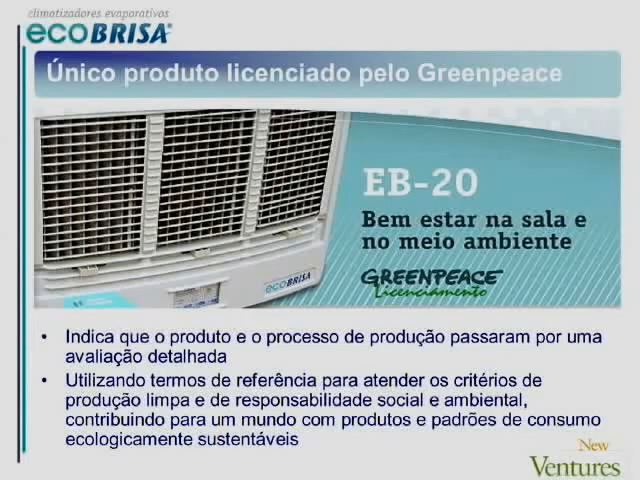 climotizadores evaporativos
ecoBRISA
Único produto licenciado pelo Greenpeace
EB-20
Bem estar na sala e
no meio ambiente
GREENPEACE
Licenciamento
ecoBRISA
• Indica que o produto e o processo de produção passaram por uma
avaliação detalhada
• Utilizando termos de referência para atender os critérios de
produção limpa e de responsabilidade social e ambiental,
contribuindo para um mundo com produtos e padrões de consumo
ecologicamente sustentáveis
New
Ventures